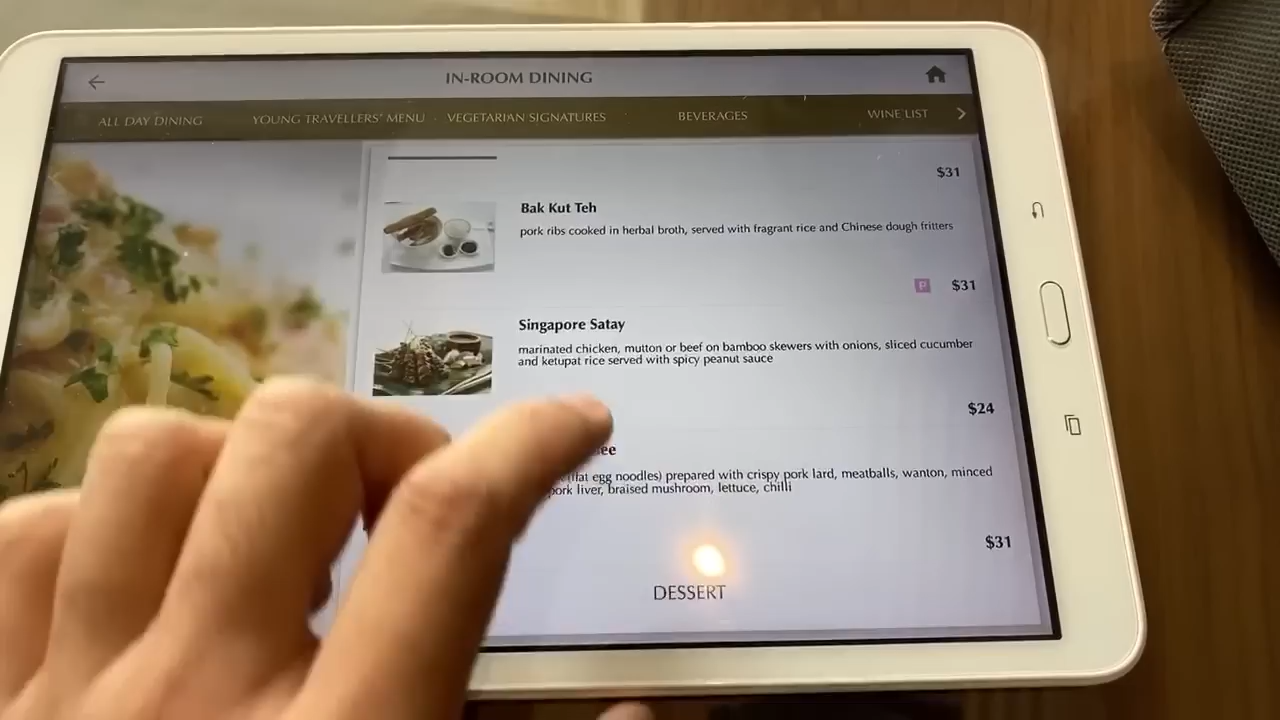 IN-ROOM DINING
ALL DAY DINING
YOUNG TRAVELLERS' MENU
VEGETARIAN SIGNATURES
BEVERAGES
WINE LIST
$31
Bak Kut Teh
pork ribs cooked in herbal broth, served with fragrant rice and Chinese dough fritters
P $31
Singapore Satay
marinated chicken, mutton or beef on bamboo skewers with onions, sliced cucumber
and ketupat rice served with spicy peanut sauce
$24
(flat egg noodles) prepared with crispy pork lard, meatballs, wanton, minced
pork liver, braised mushroom, lettuce, chilli
$31
DESSERT